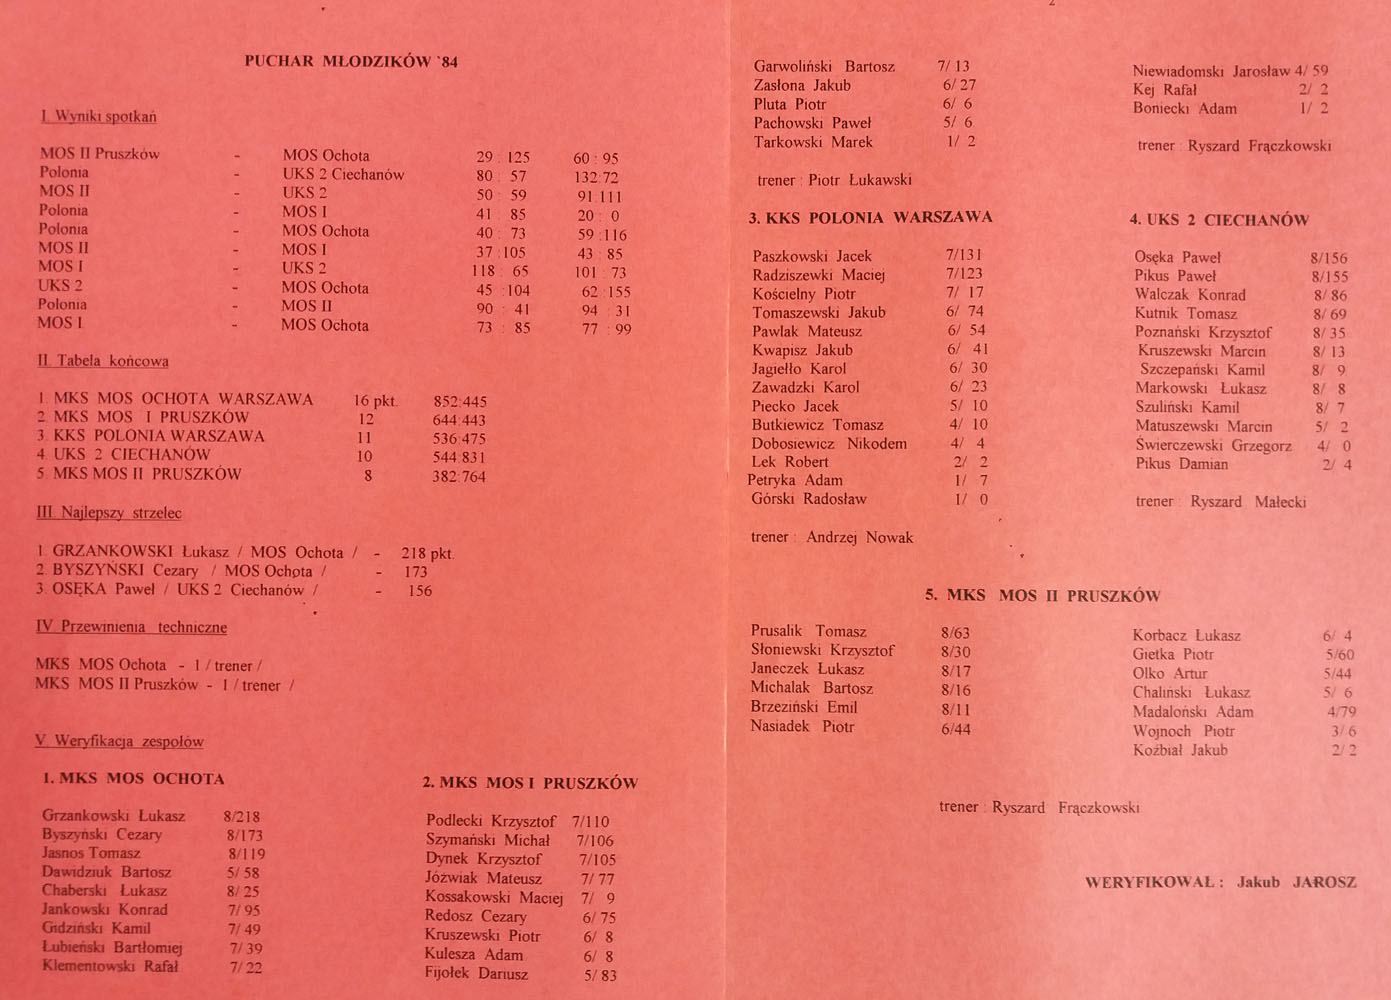 PUCHAR MŁODZIKÓW `84
I. Wyniki spotkań
MOS II Pruszków - MOS Ochota 29 : 125 60 : 95
Polonia - UKS 2 Ciechanów 80 : 57 132:72
MOS II - UKS 2 50 : 59 91:111
Polonia - MOS I 41 : 85 20 : 0
Polonia - MOS Ochota 40 : 73 59 :116
MOS II - MOS I 37 :105 43 : 85
MOS I - UKS 2 118 : 65 101 : 73
UKS 2 - MOS Ochota 45 :104 62 :155
Polonia - MOS II 90 : 41 94 : 31
MOS I - MOS Ochota 73 : 85 77 : 99
II. Tabela końcowa
1. MKS MOS OCHOTA WARSZAWA 16 pkt. 852:445
2. MKS MOS I PRUSZKÓW 12 644:443
3. KKS POLONIA WARSZAWA 11 536:475
4. UKS 2 CIECHANÓW 10 544:831
5. MKS MOS II PRUSZKÓW 8 382:764
III. Najlepszy strzelec
1. GRZANKOWSKI Łukasz / MOS Ochota / - 218 pkt.
2. BYSZYŃSKI Cezary / MOS Ochota / - 173
3. OSĘKA Paweł / UKS 2 Ciechanów / - 156
IV. Przewinienia techniczne
MKS MOS Ochota - 1 / trener /
MKS MOS II Pruszków - 1 / trener /
V. Weryfikacja zespołów
1. MKS MOS OCHOTA
Grzankowski Łukasz 8/218
Byszyński Cezary 8/173
Jasnos Tomasz 8/119
Dawidziuk Bartosz 5/ 58
Chaberski Łukasz 8/ 25
Jankowski Konrad 7/ 95
Gidziński Kamil 7/ 49
Łubieński Bartłomiej 7/ 39
Klementowski Rafał 7/ 22
2. MKS MOS I PRUSZKÓW
Podlecki Krzysztof 7/110
Szymański Michał 7/106
Dynek Krzysztof 7/105
Jóźwiak Mateusz 7/ 77
Kossakowski Maciej 7/ 9
Redosz Cezary 6/ 75
Kruszewski Piotr 6/ 8
Kulesza Adam 6/ 8
Fijołek Dariusz 5/ 83
2
Garwoliński Bartosz 7/ 13
Zasłona Jakub 6/ 27
Pluta Piotr 6/ 6
Pachowski Paweł 5/ 6
Tarkowski Marek 1/ 2
trener : Piotr Łukawski
Niewiadomski Jarosław 4/ 59
Kej Rafał 2/ 2
Boniecki Adam 1/ 2
trener : Ryszard Frączkowski
3. KKS POLONIA WARSZAWA
Paszkowski Jacek 7/131
Radziszewki Maciej 7/123
Kościelny Piotr 7/ 17
Tomaszewski Jakub 6/ 74
Pawlak Mateusz 6/ 54
Kwapisz Jakub 6/ 41
Jagiełło Karol 6/ 30
Zawadzki Karol 6/ 23
Piecko Jacek 5/ 10
Butkiewicz Tomasz 4/ 10
Dobosiewicz Nikodem 4/ 4
Lek Robert 2/ 2
Petryka Adam 1/ 7
Górski Radosław 1/ 0
trener : Andrzej Nowak
4. UKS 2 CIECHANÓW
Osęka Paweł 8/156
Pikus Paweł 8/155
Walczak Konrad 8/ 86
Kutnik Tomasz 8/ 69
Poznański Krzysztof 8/ 35
Kruszewski Marcin 8/ 13
Szczepański Kamil 8/ 9
Markowski Łukasz 8/ 8
Szuliński Kamil 8/ 7
Matuszewski Marcin 5/ 2
Świerczewski Grzegorz 4/ 0
Pikus Damian 2/ 4
trener : Ryszard Małecki
5. MKS MOS II PRUSZKÓW
Prusalik Tomasz 8/63
Słoniewski Krzysztof 8/30
Janeczek Łukasz 8/17
Michalak Bartosz 8/16
Brzeziński Emil 8/11
Nasiadek Piotr 6/44
Korbacz Łukasz 6/ 4
Gietka Piotr 5/60
Olko Artur 5/44
Chaliński Łukasz 5/ 6
Madaloński Adam 4/79
Wojnoch Piotr 3/ 6
Koźbiał Jakub 2/ 2
trener : Ryszard Frączkowski
WERYFIKOWAŁ : Jakub JAROSZ